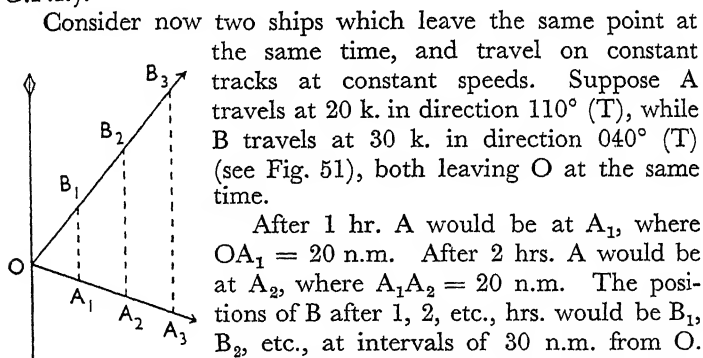 Consider now two ships which leave the same point at
the same time, and travel on constant
tracks at constant speeds. Suppose A
travels at 20 k. in direction 110° (T), while
B travels at 30 k. in direction 040° (T)
(see Fig. 51), both leaving O at the same
time.
After 1 hr. A would be at A₁, where
OA₁ = 20 n.m. After 2 hrs. A would be
at A₂, where A₁A₂ = 20 n.m. The posi-
tions of B after 1, 2, etc., hrs. would be B₁,
B₂, etc., at intervals of 30 n.m. from O.
B₃
B₂
B₁
O
A₁
A₂
A₃